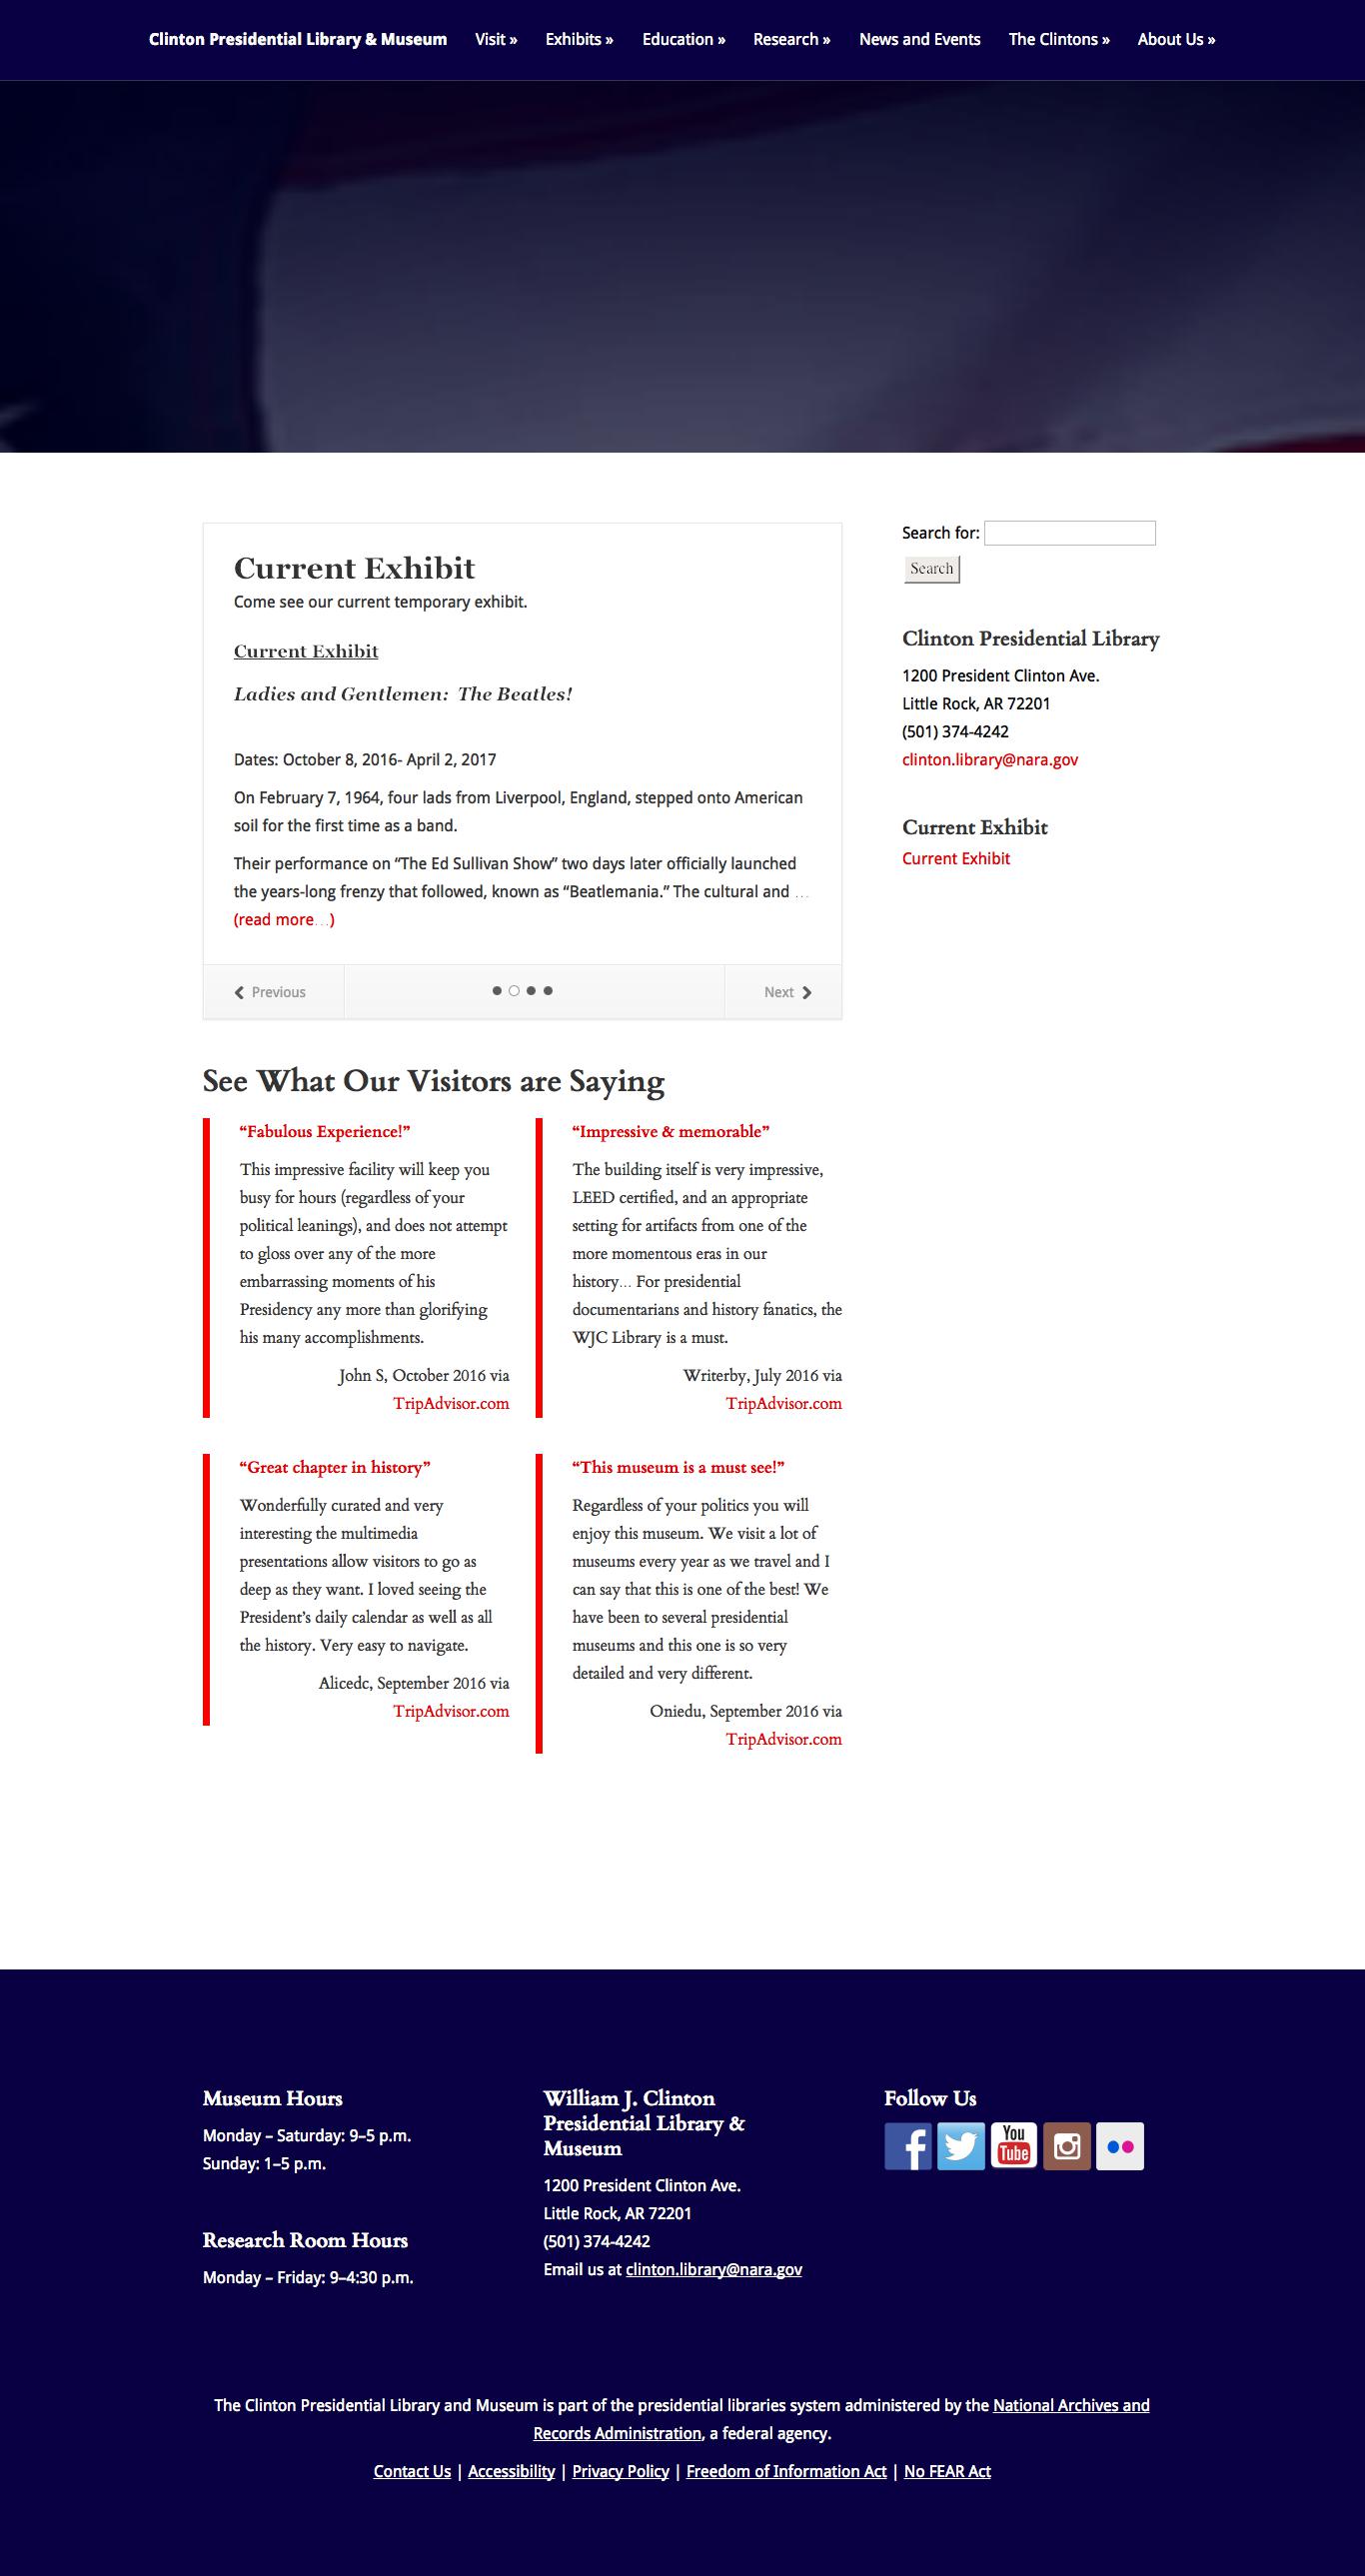 Clinton Presidential Library & Museum Visit » Exhibits » Education » Research » News and Events The Clintons » About Us »
Current Exhibit
Come see our current temporary exhibit.
Current Exhibit
Ladies and Gentlemen: The Beatles!
Dates: October 8, 2016- April 2, 2017
On February 7, 1964, four lads from Liverpool, England, stepped onto American
soil for the first time as a band.
Their performance on “The Ed Sullivan Show” two days later officially launched
the years-long frenzy that followed, known as “Beatlemania.” The cultural and …
(read more…)
Previous Next
Search for:
Search
Clinton Presidential Library
1200 President Clinton Ave.
Little Rock, AR 72201
(501) 374-4242
clinton.library@nara.gov
Current Exhibit
Current Exhibit
See What Our Visitors are Saying
“Fabulous Experience!”
This impressive facility will keep you
busy for hours (regardless of your
political leanings), and does not attempt
to gloss over any of the more
embarrassing moments of his
Presidency any more than glorifying
his many accomplishments.
John S, October 2016 via
TripAdvisor.com
“Impressive & memorable”
The building itself is very impressive,
LEED certified, and an appropriate
setting for artifacts from one of the
more momentous eras in our
history… For presidential
documentarians and history fanatics, the
WJC Library is a must.
Writerby, July 2016 via
TripAdvisor.com
“Great chapter in history”
Wonderfully curated and very
interesting the multimedia
presentations allow visitors to go as
deep as they want. I loved seeing the
President’s daily calendar as well as all
the history. Very easy to navigate.
Alicedc, September 2016 via
TripAdvisor.com
“This museum is a must see!”
Regardless of your politics you will
enjoy this museum. We visit a lot of
museums every year as we travel and I
can say that this is one of the best! We
have been to several presidential
museums and this one is so very
detailed and very different.
Oniedu, September 2016 via
TripAdvisor.com
Museum Hours
Monday – Saturday: 9–5 p.m.
Sunday: 1–5 p.m.
Research Room Hours
Monday – Friday: 9–4:30 p.m.
William J. Clinton
Presidential Library &
Museum
1200 President Clinton Ave.
Little Rock, AR 72201
(501) 374-4242
Email us at clinton.library@nara.gov
Follow Us
f
You
Tube
The Clinton Presidential Library and Museum is part of the presidential libraries system administered by the National Archives and
Records Administration, a federal agency.
Contact Us | Accessibility | Privacy Policy | Freedom of Information Act | No FEAR Act